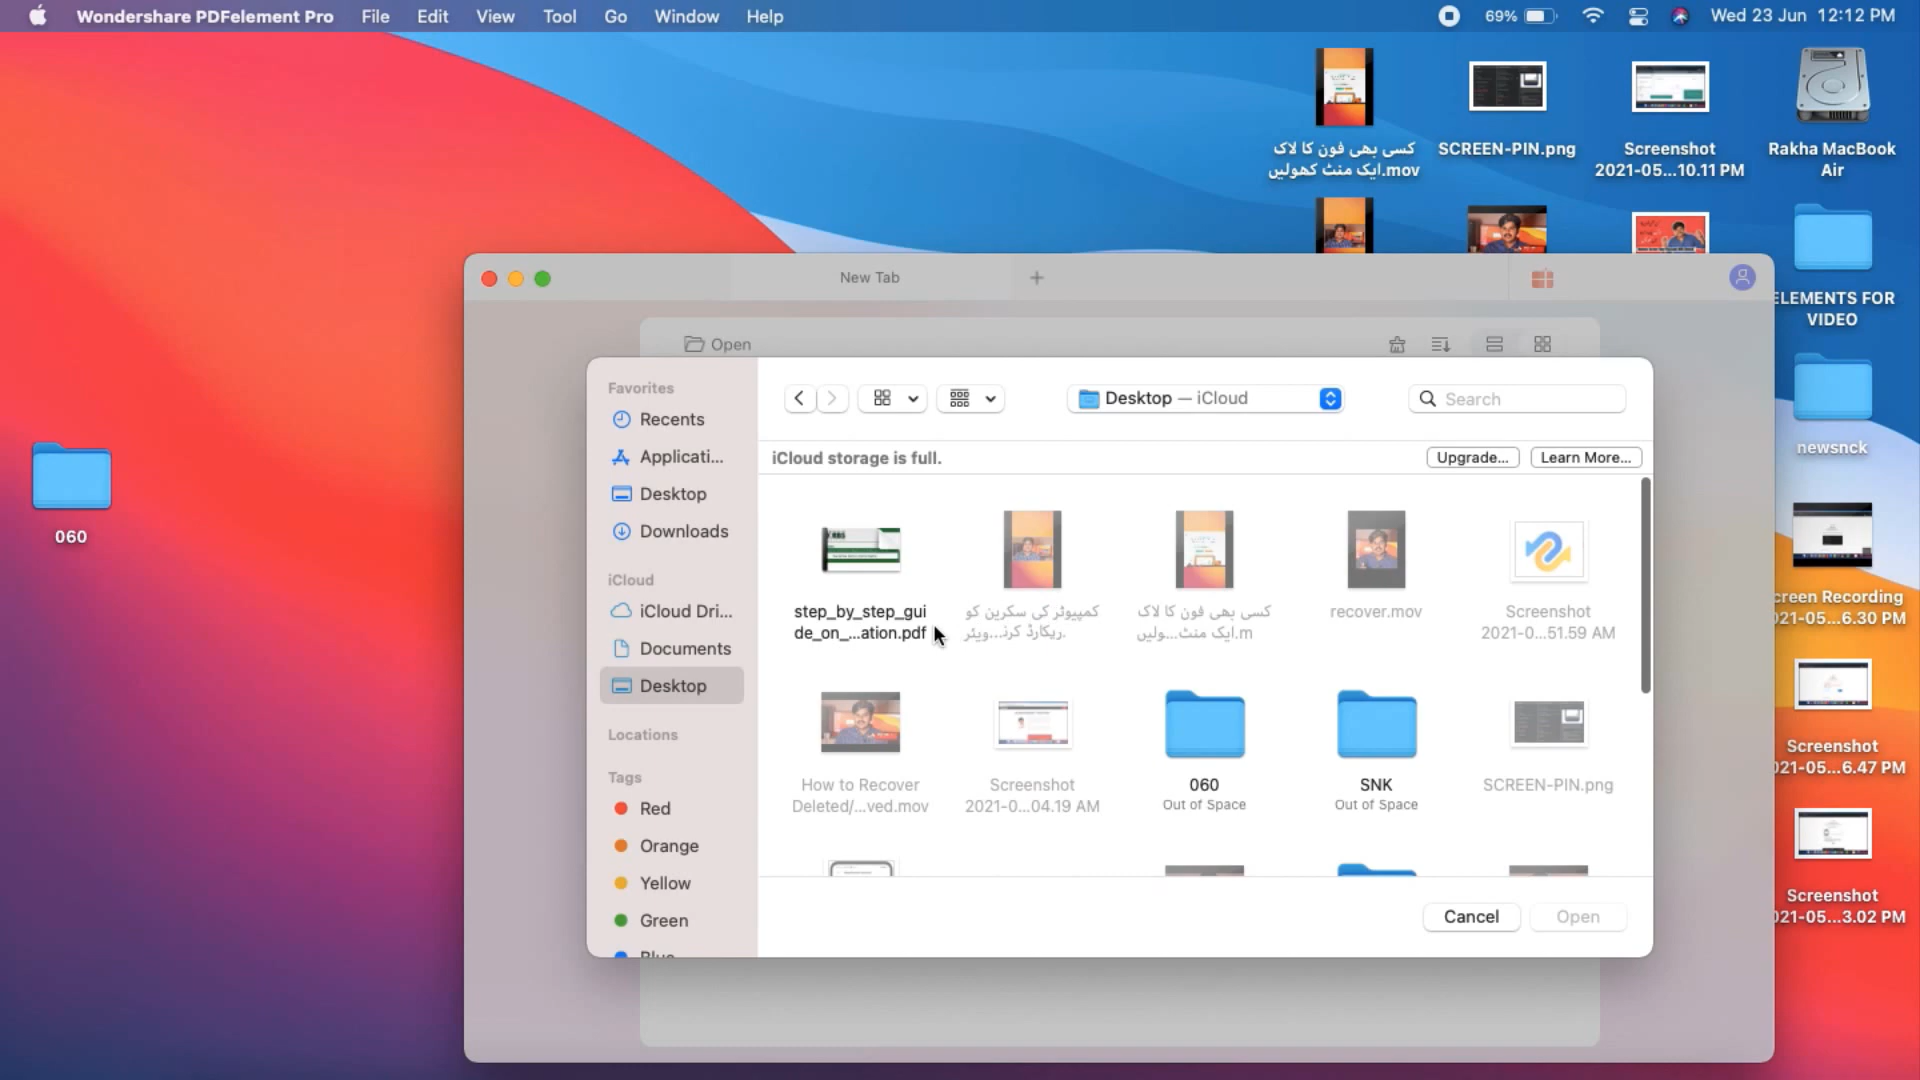 Wondershare PDFelement Pro File Edit View Tool Go Window Help
69% Wed 23 Jun 12:12 PM
کسی بھی فون کا لاک
ایک منٹ کھولیں.mov
SCREEN-PIN.png
Screenshot
2021-05...10.11 PM
Rakha MacBook
Air
ELEMENTS FOR
VIDEO
newsnck
creen Recording
021-05...6.30 PM
Screenshot
021-05...6.47 PM
Screenshot
021-05...3.02 PM
060
New Tab
Open
Favorites
Recents
Applicati...
Desktop
Downloads
iCloud
iCloud Dri...
Documents
Desktop
Locations
Tags
Red
Orange
Yellow
Green
Blue
Desktop — iCloud
Search
iCloud storage is full.
Upgrade...
Learn More...
step_by_step_gui
de_on_...ation.pdf
کمپیوٹر کی سکرین کو
ریکارڈ کرنـ...ویئر.
کسی بھی فون کا لاک
ایک منٹ...ولیں.m
recover.mov
Screenshot
2021-0...51.59 AM
How to Recover
Deleted/...ved.mov
Screenshot
2021-0...04.19 AM
060
Out of Space
SNK
Out of Space
SCREEN-PIN.png
Cancel
Open